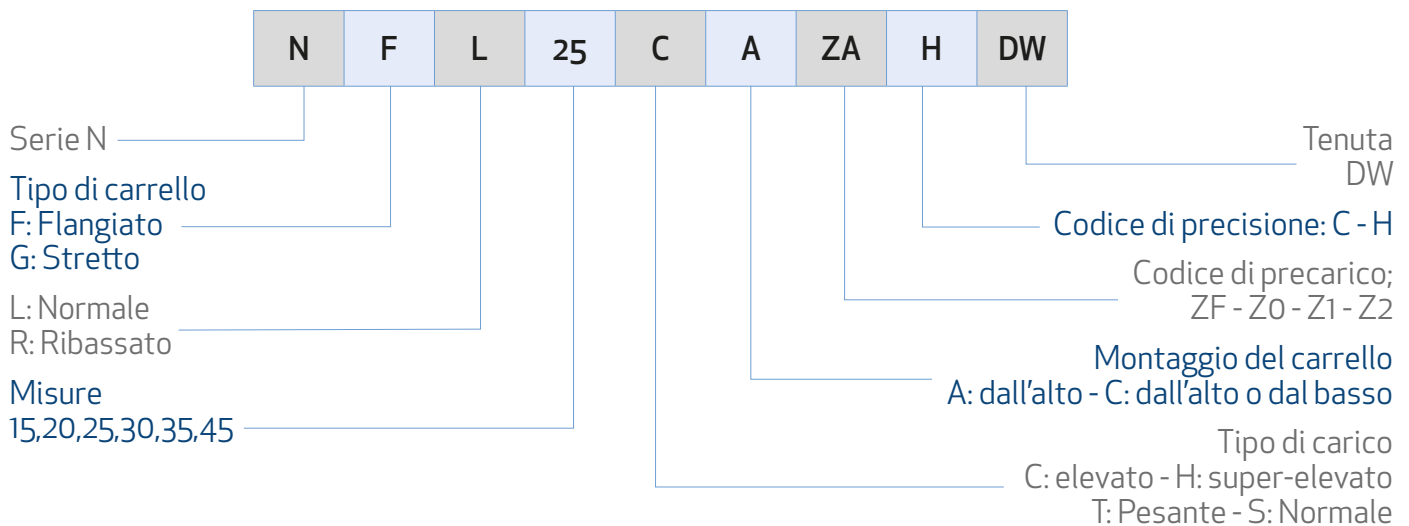 N F L 25 C A ZA H DW
Serie N
Tipo di carrello
F: Flangiato
G: Stretto
L: Normale
R: Ribassato
Misure
15,20,25,30,35,45
Tenuta
DW
Codice di precisione: C - H
Codice di precarico;
ZF - Z0 - Z1 - Z2
Montaggio del carrello
A: dall'alto - C: dall'alto o dal basso
Tipo di carico
C: elevato - H: super-elevato
T: Pesante - S: Normale